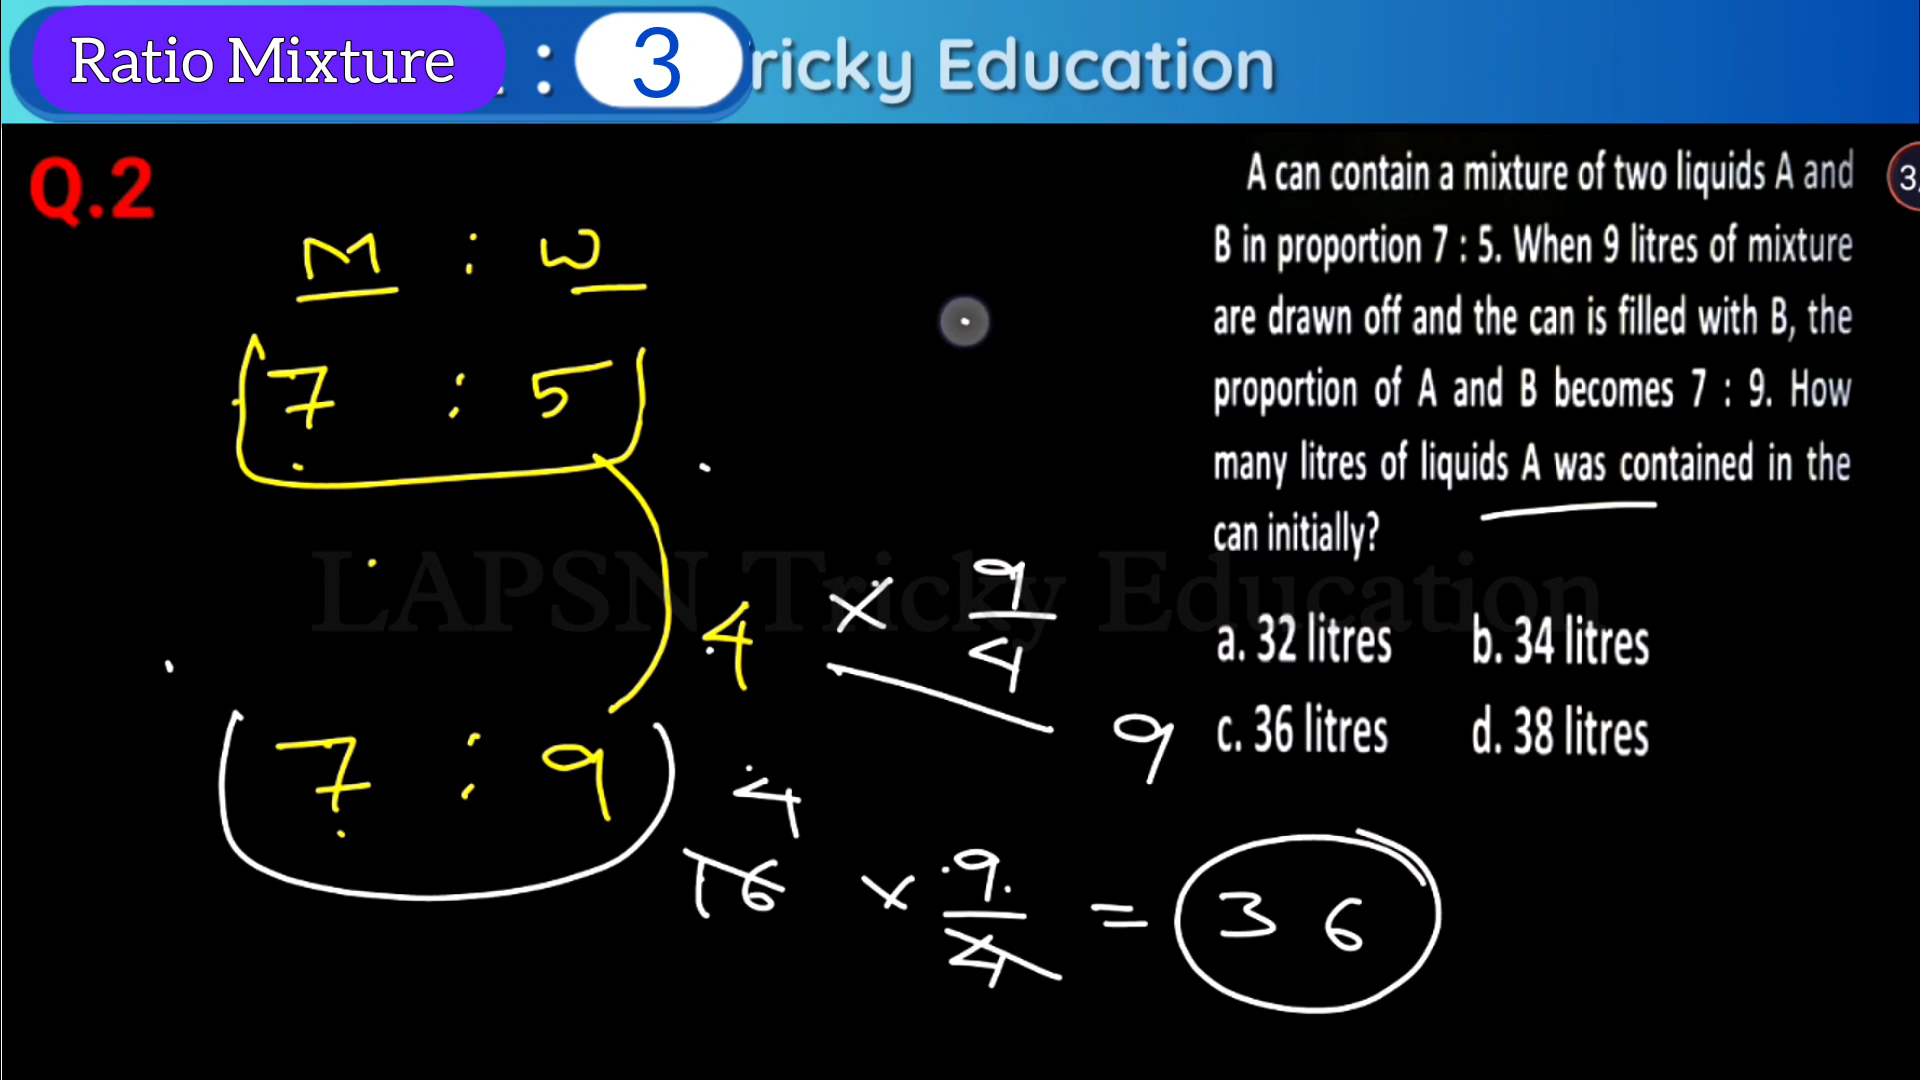 Ratio Mixture : 3 ricky Education
Q.2
A can contain a mixture of two liquids A and
B in proportion 7 : 5. When 9 litres of mixture
are drawn off and the can is filled with B, the
proportion of A and B becomes 7 : 9. How
many litres of liquids A was contained in the
can initially?
a. 32 litres b. 34 litres
c. 36 litres d. 38 litres
3
M : W
7 : 5
4 × 9/4
9
7 : 9
4
16 × 9/4 = 36
LAPSN Tricky Education